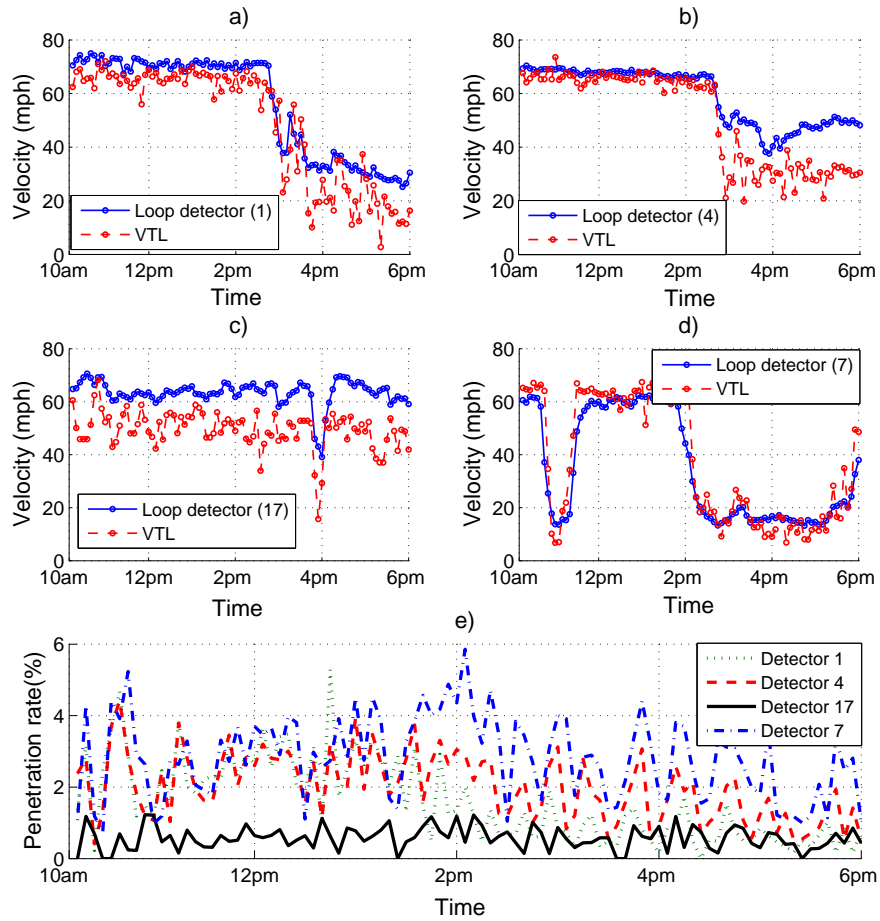 a)
80
60
40
20
0
Velocity (mph)
Loop detector (1)
VTL
10am 12pm 2pm 4pm 6pm
Time
b)
80
60
40
20
0
Velocity (mph)
Loop detector (4)
VTL
10am 12pm 2pm 4pm 6pm
Time
c)
80
60
40
20
0
Velocity (mph)
Loop detector (17)
VTL
10am 12pm 2pm 4pm 6pm
Time
d)
80
60
40
20
0
Velocity (mph)
Loop detector (7)
VTL
10am 12pm 2pm 4pm 6pm
Time
e)
6
4
2
0
Penetration rate(%)
Detector 1
Detector 4
Detector 17
Detector 7
10am 12pm 2pm 4pm 6pm
Time